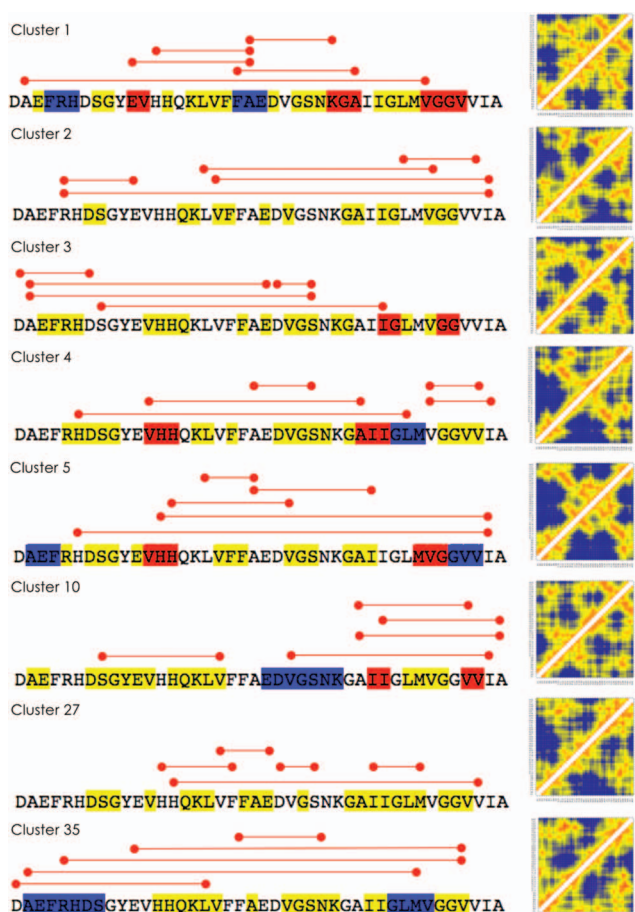 Cluster 1
DAEFRHDSGYEVHHQKLVFFAEDVGSNKGAIIGLMVGGVVIA
Cluster 2
DAEFRHDSGYEVHHQKLVFFAEDVGSNKGAIIGLMVGGVVIA
Cluster 3
DAEFRHDSGYEVHHQKLVFFAEDVGSNKGAIIGLMVGGVVIA
Cluster 4
DAEFRHDSGYEVHHQKLVFFAEDVGSNKGAIIGLMVGGVVIA
Cluster 5
DAEFRHDSGYEVHHQKLVFFAEDVGSNKGAIIGLMVGGVVIA
Cluster 10
DAEFRHDSGYEVHHQKLVFFAEDVGSNKGAIIGLMVGGVVIA
Cluster 27
DAEFRHDSGYEVHHQKLVFFAEDVGSNKGAIIGLMVGGVVIA
Cluster 35
DAEFRHDSGYEVHHQKLVFFAEDVGSNKGAIIGLMVGGVVIA